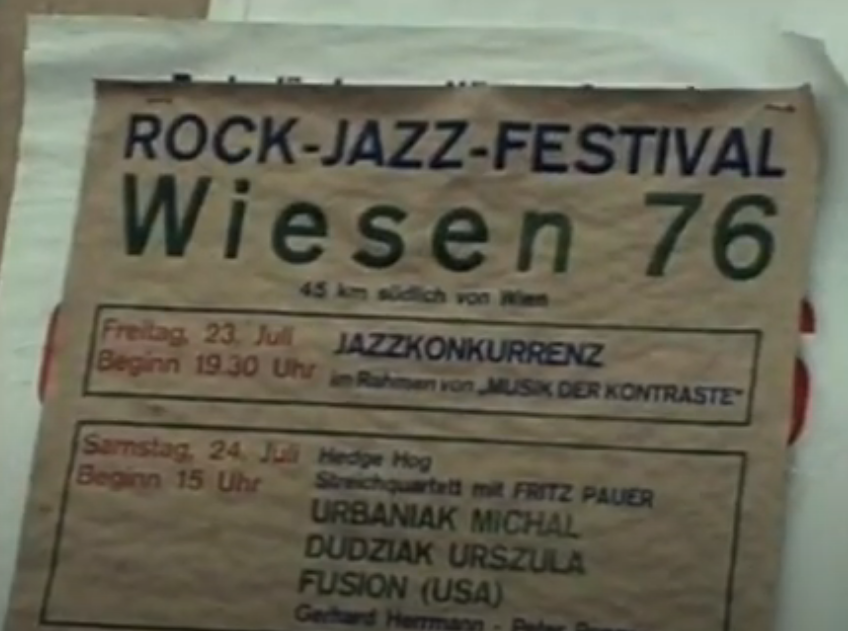 ROCK-JAZZ-FESTIVAL
Wiesen 76
45 km südlich von Wien
Freitag, 23. Juli
Beginn 19.30 Uhr
JAZZKONKURRENZ
im Rahmen von „MUSIK DER KONTRASTE"
Samstag, 24. Juli
Beginn 15 Uhr
Hedge Hog
Streichquartett mit FRITZ PAUER
URBANIAK MICHAL
DUDZIAK URSZULA
FUSION (USA)
Gerhard Herrmann - Peter